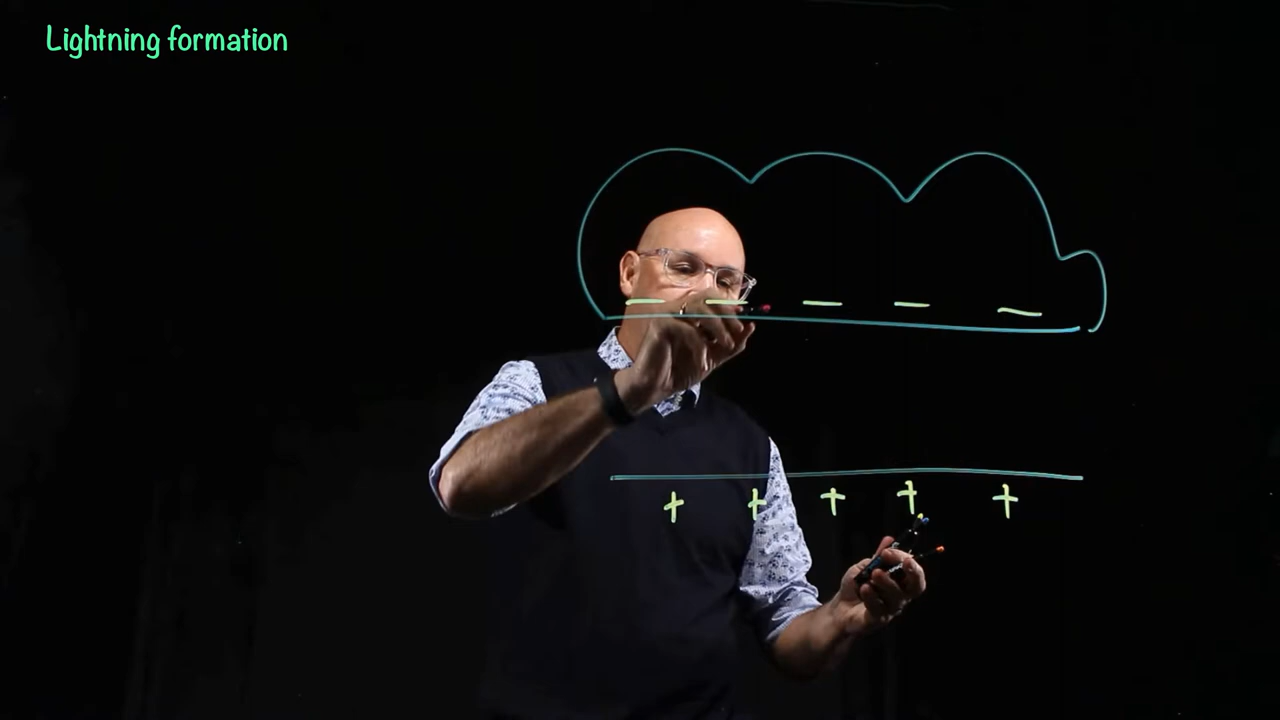 Lightning formation
− − − − −
+ + + + +